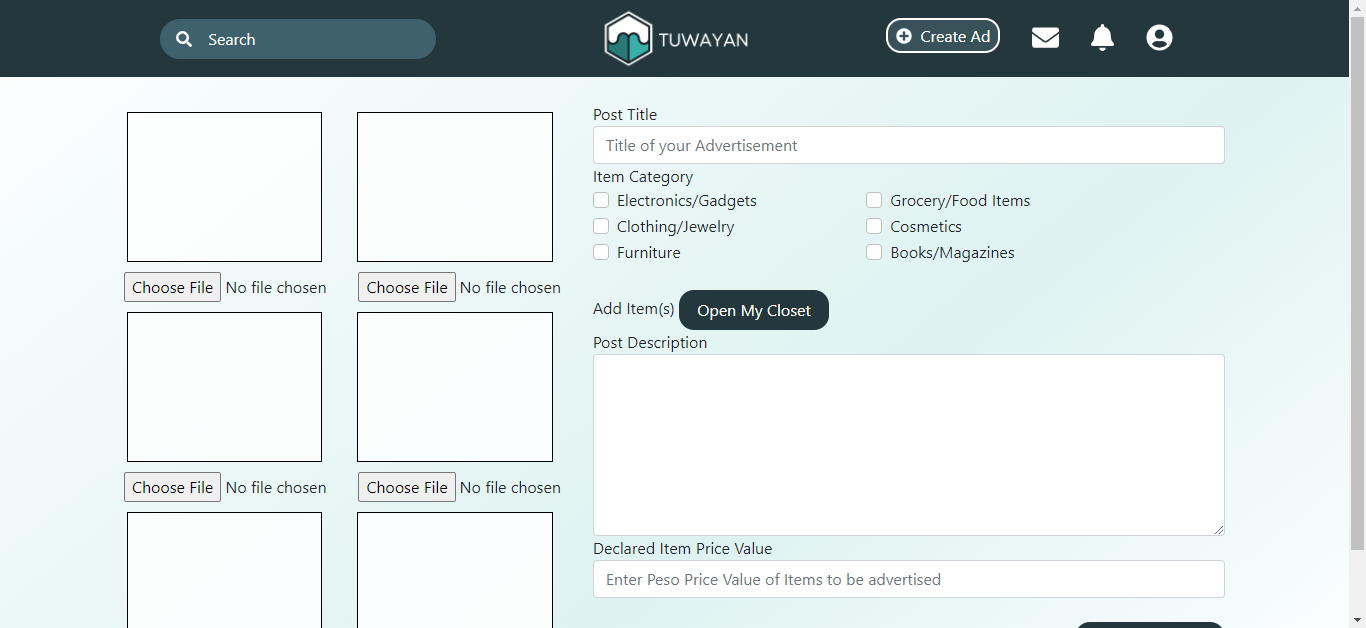 Search
TUWAYAN
Create Ad
Choose File No file chosen
Choose File No file chosen
Choose File No file chosen
Choose File No file chosen
Post Title
Title of your Advertisement
Item Category
Electronics/Gadgets
Grocery/Food Items
Clothing/Jewelry
Cosmetics
Furniture
Books/Magazines
Add Item(s) Open My Closet
Post Description
Declared Item Price Value
Enter Peso Price Value of Items to be advertised